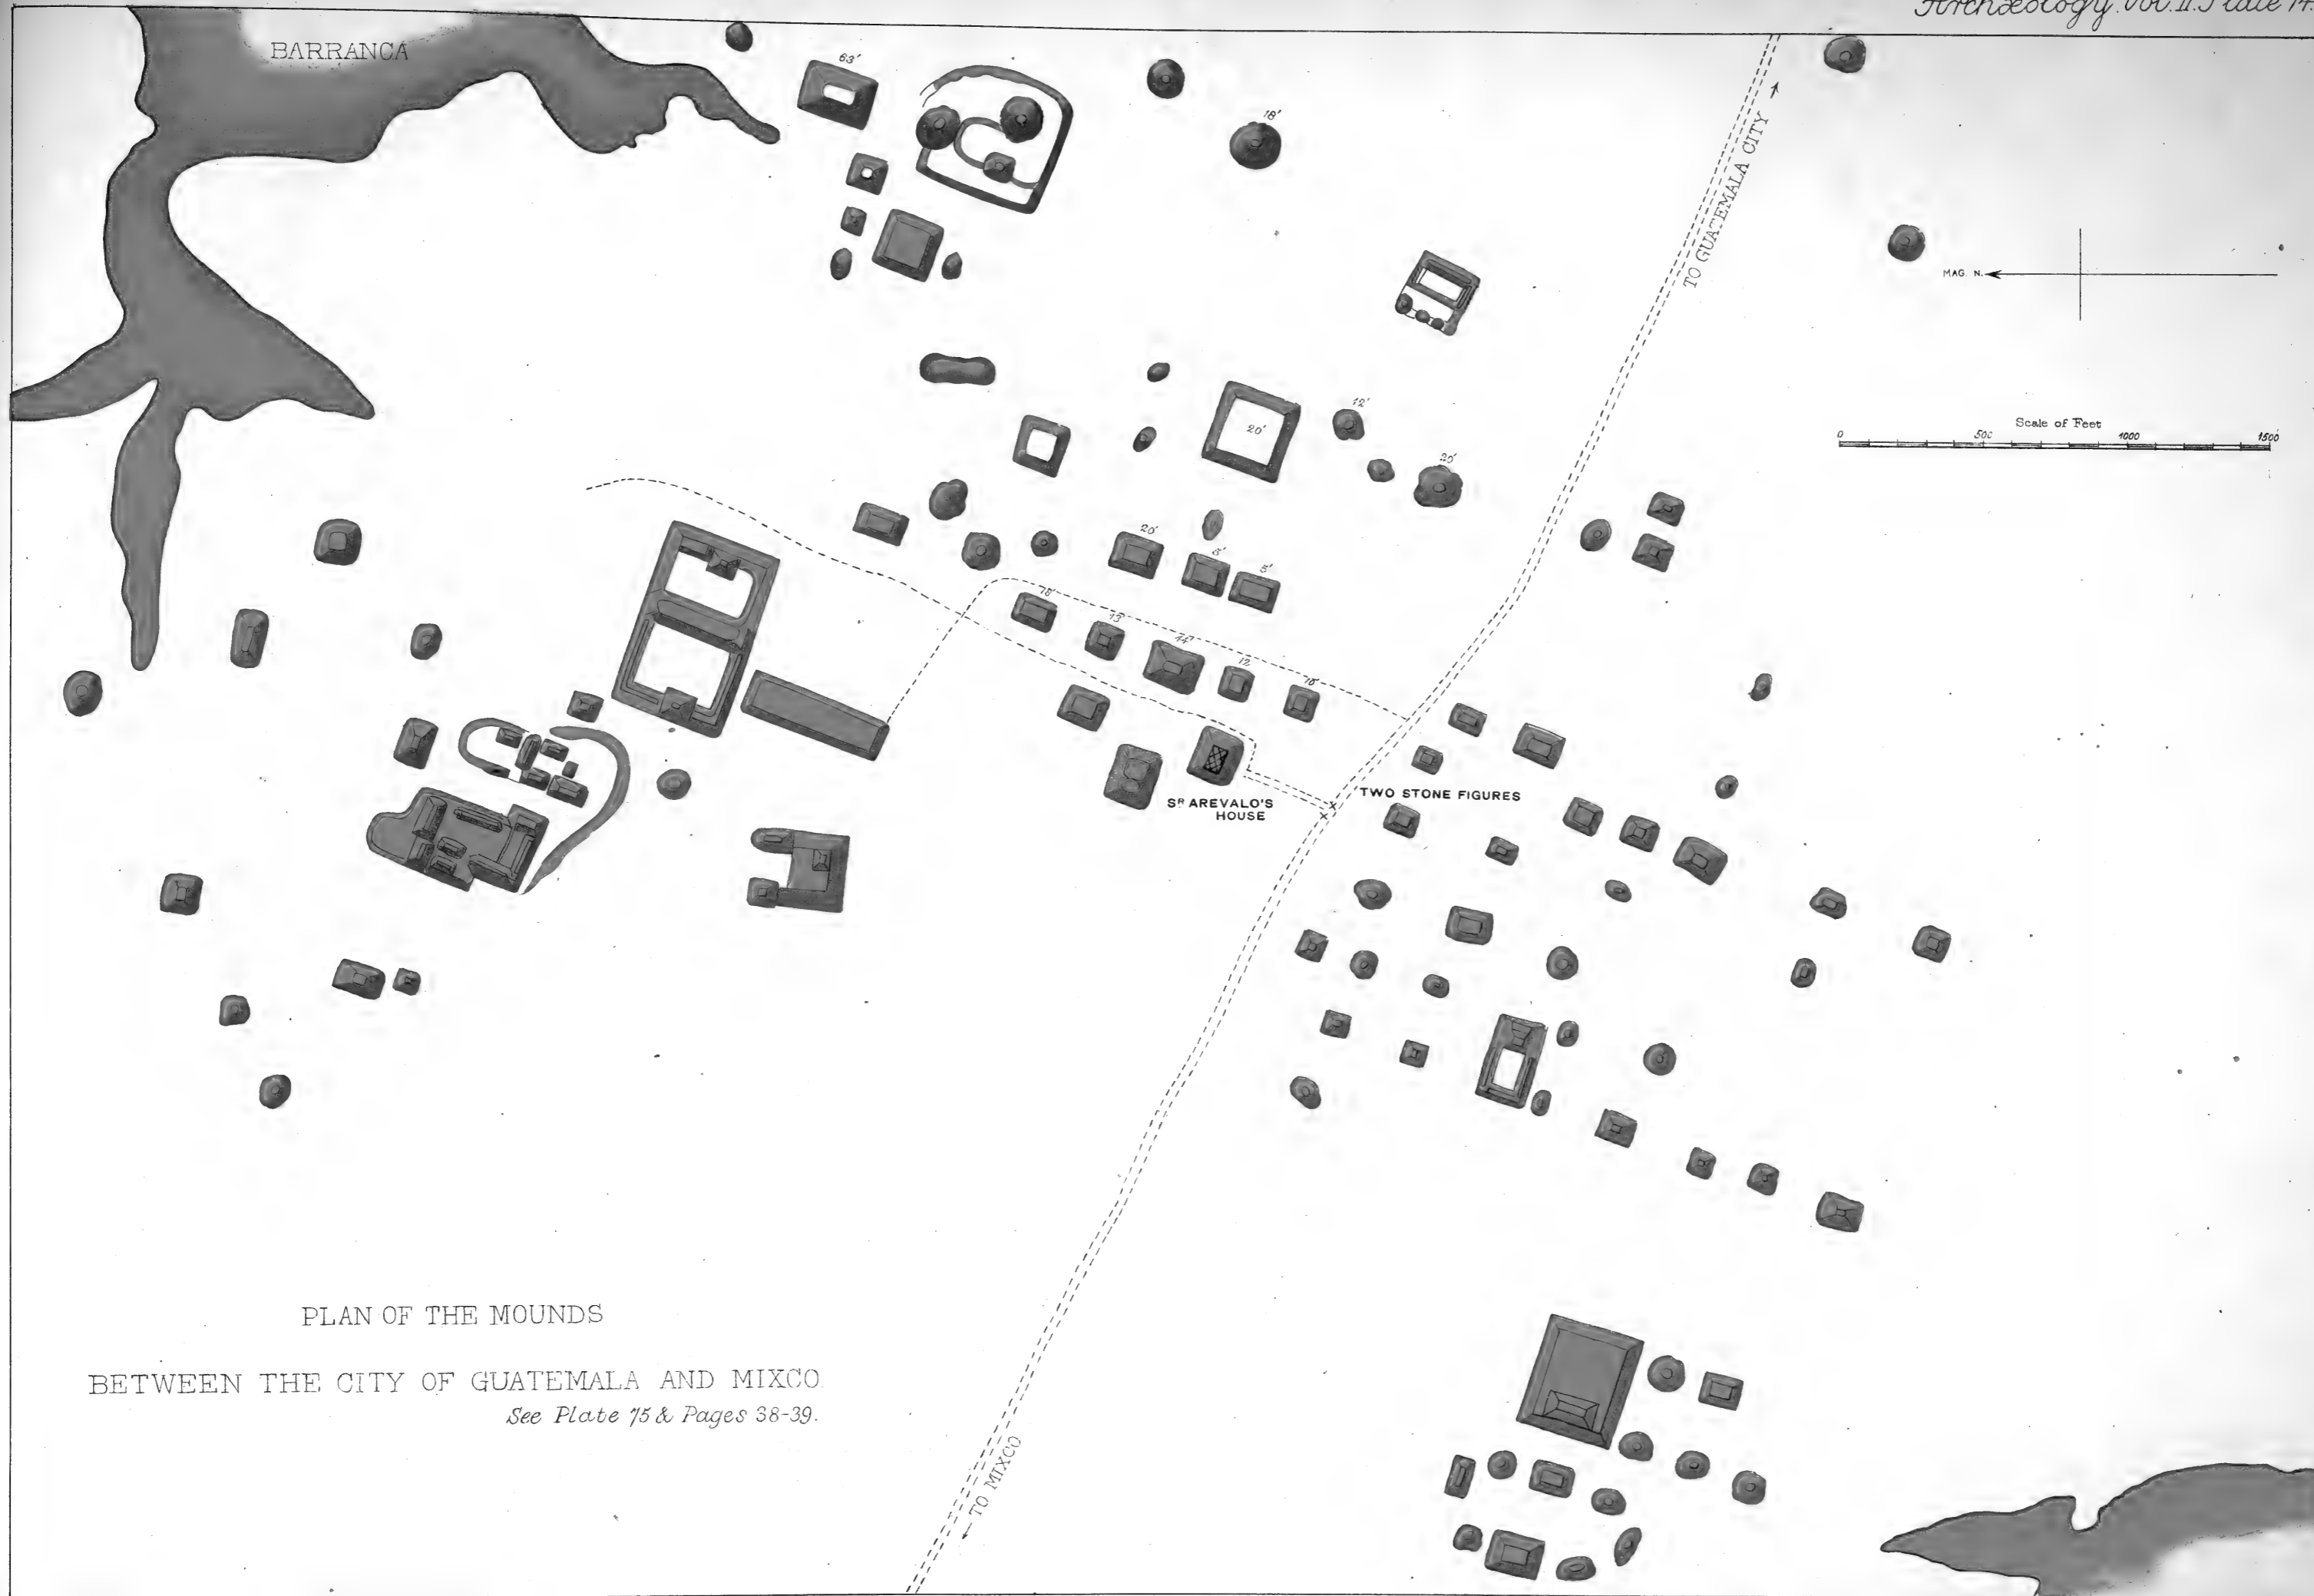 Archæology. Vol. II. Plate 74.
BARRANCA
63'
18'
TO GUATEMALA CITY
MAG. N.
Scale of Feet
0 500 1000 1500
12'
20'
20'
20'
5'
18'
13'
12
TWO STONE FIGURES
SR AREVALO'S
HOUSE
PLAN OF THE MOUNDS
BETWEEN THE CITY OF GUATEMALA AND MIXCO.
See Plate 75 & Pages 38-39.
TO MIXCO